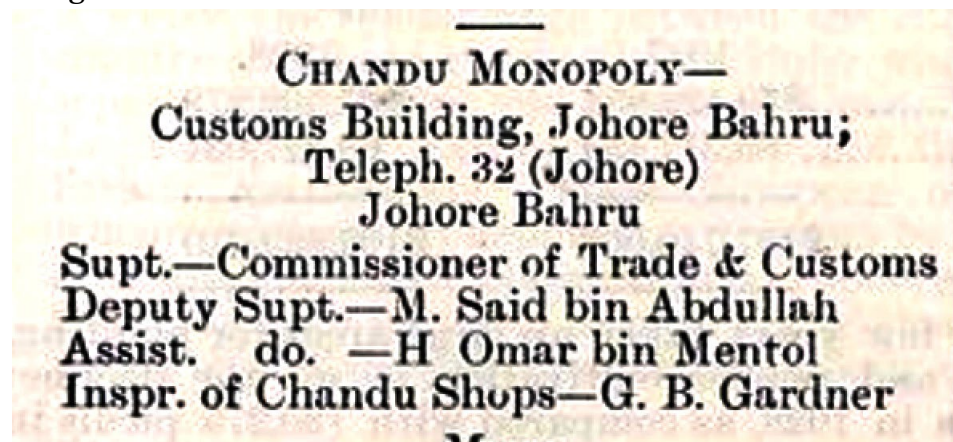 CHANDU MONOPOLY—
Customs Building, Johore Bahru;
Teleph. 32 (Johore)
Johore Bahru
Supt.—Commissioner of Trade & Customs
Deputy Supt.—M. Said bin Abdullah
Assist. do. —H Omar bin Mentol
Inspr. of Chandu Shops—G. B. Gardner